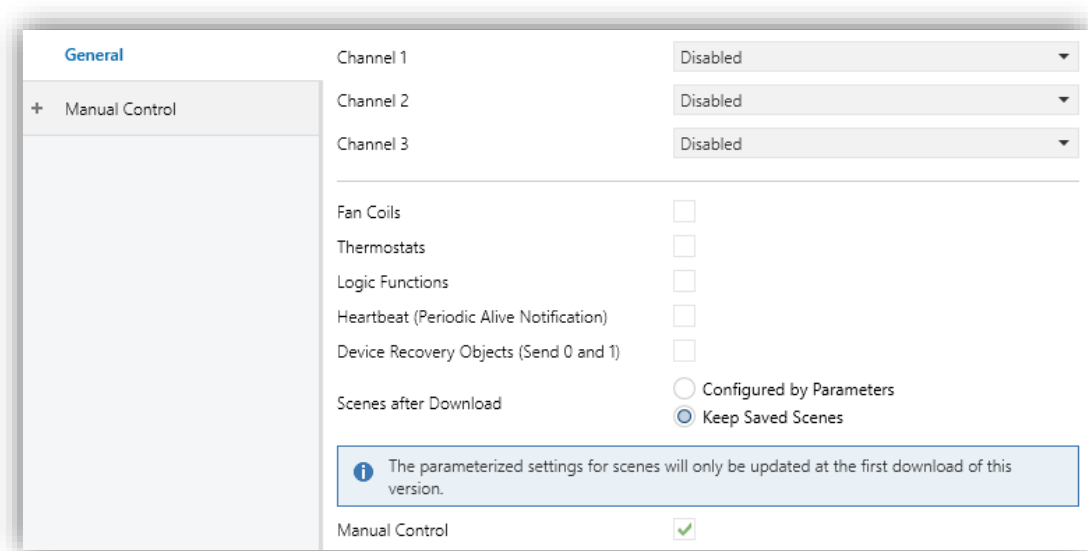 General
+ Manual Control
Channel 1 Disabled
Channel 2 Disabled
Channel 3 Disabled
Fan Coils
Thermostats
Logic Functions
Heartbeat (Periodic Alive Notification)
Device Recovery Objects (Send 0 and 1)
Scenes after Download
Configured by Parameters
Keep Saved Scenes
The parameterized settings for scenes will only be updated at the first download of this
version.
Manual Control